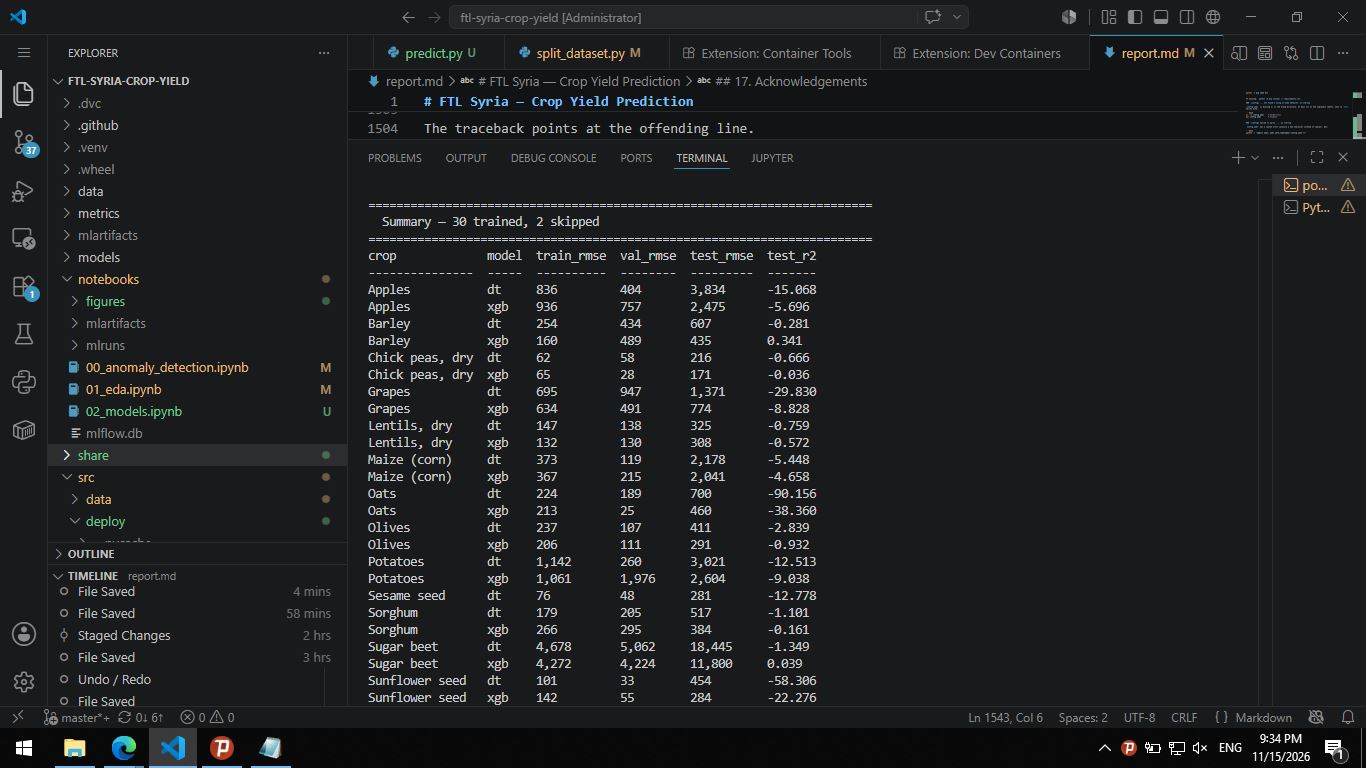 ftl-syria-crop-yield [Administrator]
EXPLORER
predict.py U
split_dataset.py M
Extension: Container Tools
Extension: Dev Containers
report.md M
FTL-SYRIA-CROP-YIELD
report.md > # FTL Syria — Crop Yield Prediction > ## 17. Acknowledgements
1 # FTL Syria — Crop Yield Prediction
1504 The traceback points at the offending line.
.dvc
.github
.venv
.wheel
data
metrics
mlartifacts
models
notebooks
figures
mlartifacts
mlruns
00_anomaly_detection.ipynb M
01_eda.ipynb M
02_models.ipynb U
mlflow.db
share
src
data
deploy
OUTLINE
TIMELINE report.md
File Saved 4 mins
File Saved 58 mins
Staged Changes 2 hrs
File Saved 3 hrs
Undo / Redo
File Saved
37
1
PROBLEMS OUTPUT DEBUG CONSOLE PORTS TERMINAL JUPYTER
po...
Pyt...
Summary — 30 trained, 2 skipped
crop model train_rmse val_rmse test_rmse test_r2
Apples dt 836 404 3,834 -15.068
Apples xgb 936 757 2,475 -5.696
Barley dt 254 434 607 -0.281
Barley xgb 160 489 435 0.341
Chick peas, dry dt 62 58 216 -0.666
Chick peas, dry xgb 65 28 171 -0.036
Grapes dt 695 947 1,371 -29.830
Grapes xgb 634 491 774 -8.828
Lentils, dry dt 147 138 325 -0.759
Lentils, dry xgb 132 130 308 -0.572
Maize (corn) dt 373 119 2,178 -5.448
Maize (corn) xgb 367 215 2,041 -4.658
Oats dt 224 189 700 -90.156
Oats xgb 213 25 460 -38.360
Olives dt 237 107 411 -2.839
Olives xgb 206 111 291 -0.932
Potatoes dt 1,142 260 3,021 -12.513
Potatoes xgb 1,061 1,976 2,604 -9.038
Sesame seed dt 76 48 281 -12.778
Sorghum dt 179 205 517 -1.101
Sorghum xgb 266 295 384 -0.161
Sugar beet dt 4,678 5,062 18,445 -1.349
Sugar beet xgb 4,272 4,224 11,800 0.039
Sunflower seed dt 101 33 454 -58.306
Sunflower seed xgb 142 55 284 -22.276
master*+ 0↓ 6↑ 0 0 Ln 1543, Col 6 Spaces: 2 UTF-8 CRLF { } Markdown
ENG
9:34 PM
11/15/2026
1